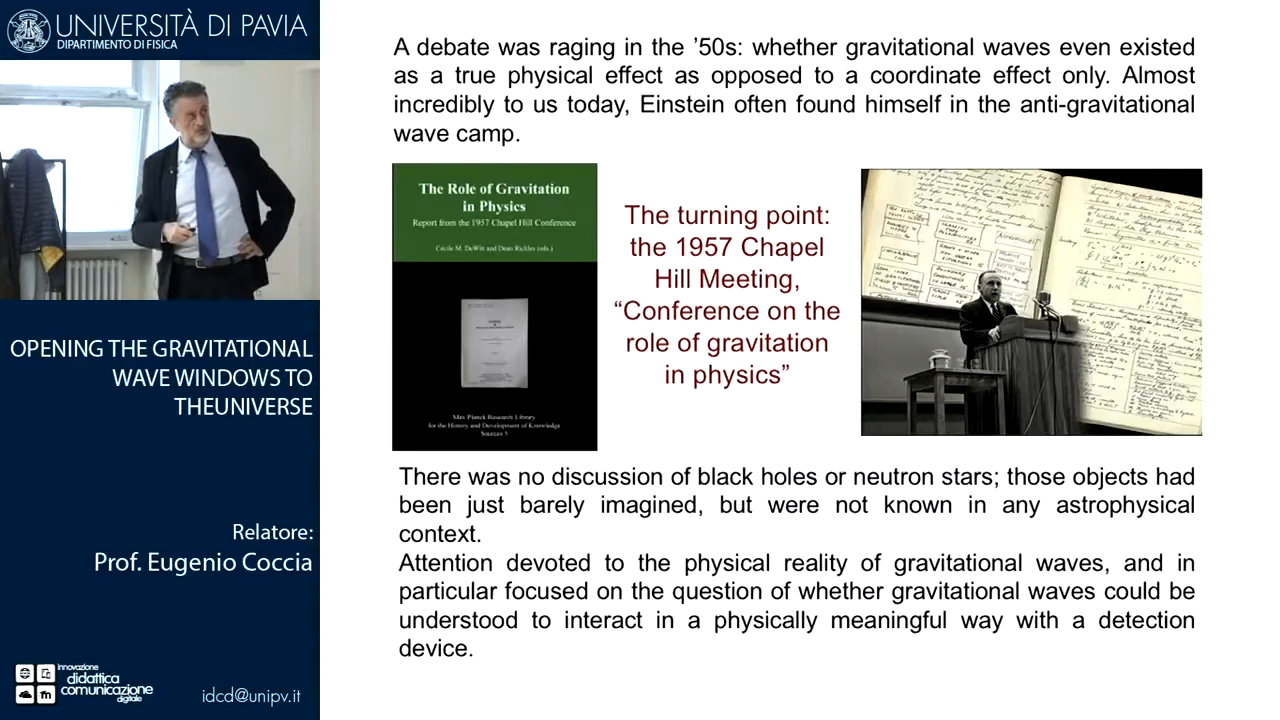 UNIVERSITÀ DI PAVIA
DIPARTIMENTO DI FISICA
OPENING THE GRAVITATIONAL
WAVE WINDOWS TO
THEUNIVERSE
Relatore:
Prof. Eugenio Coccia
innovazione
didattica
comunicazione
digitale
idcd@unipv.it
A debate was raging in the ’50s: whether gravitational waves even existed
as a true physical effect as opposed to a coordinate effect only. Almost
incredibly to us today, Einstein often found himself in the anti-gravitational
wave camp.
The Role of Gravitation
in Physics
Report from the 1957 Chapel Hill Conference
Cécile M. DeWitt and Dean Rickles (eds.)
Max Planck Research Library
for the History and Development of Knowledge
Sources 5
The turning point:
the 1957 Chapel
Hill Meeting,
“Conference on the
role of gravitation
in physics”
There was no discussion of black holes or neutron stars; those objects had
been just barely imagined, but were not known in any astrophysical
context.
Attention devoted to the physical reality of gravitational waves, and in
particular focused on the question of whether gravitational waves could be
understood to interact in a physically meaningful way with a detection
device.